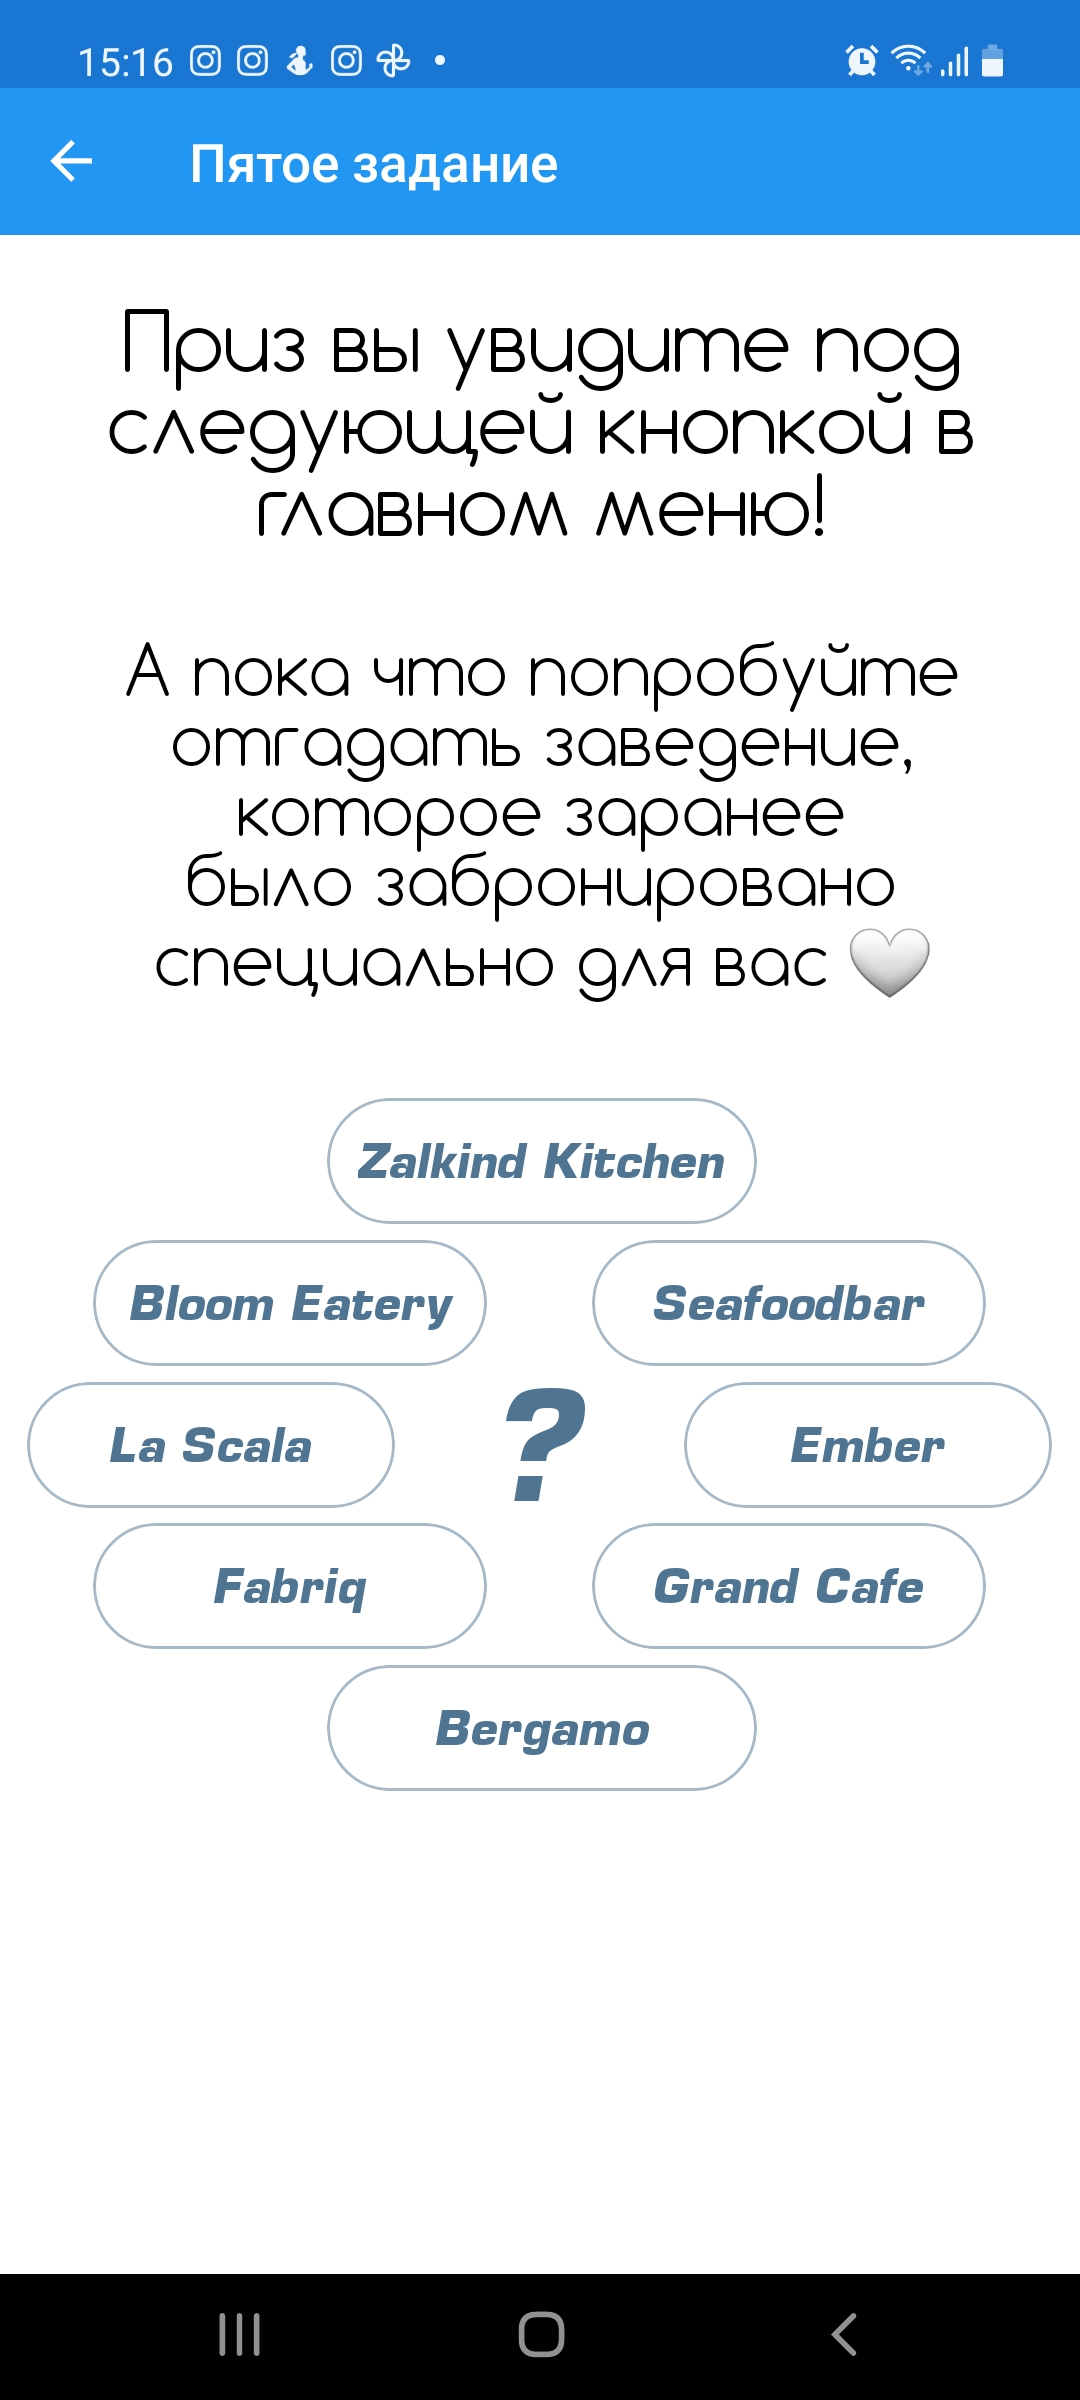 15:16
Пятое задание
Приз вы увидите под
следующей кнопкой в
главном меню!
А пока что попробуйте
отгадать заведение,
которое заранее
было забронировано
специально для вас 🤍
Zalkind Kitchen
Bloom Eatery
Seafoodbar
La Scala
?
Ember
Fabriq
Grand Cafe
Bergamo